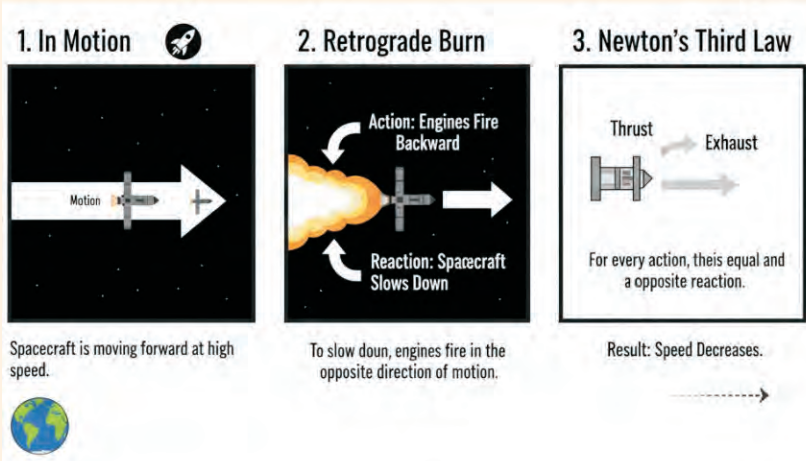 1. In Motion
Motion
Spacecraft is moving forward at high
speed.
2. Retrograde Burn
Action: Engines Fire
Backward
Reaction: Spacecraft
Slows Down
To slow doun, engines fire in the
opposite direction of motion.
3. Newton's Third Law
Thrust
Exhaust
For every action, theis equal and
a opposite reaction.
Result: Speed Decreases.